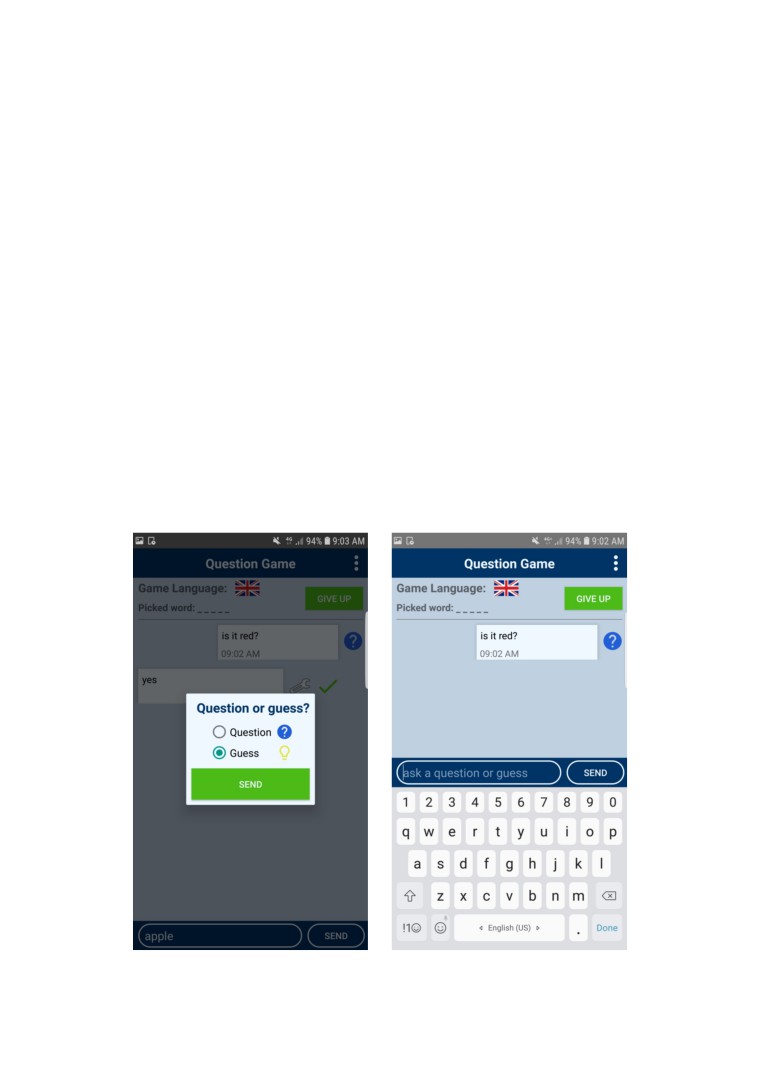 94% 9:03 AM
Question Game
Game Language:
GIVE UP
Picked word: _ _ _ _ _
is it red?
?
09:02 AM
yes
Question or guess?
Question ?
Guess
SEND
apple
SEND
94% 9:02 AM
Question Game
Game Language:
GIVE UP
Picked word: _ _ _ _ _
is it red?
?
09:02 AM
ask a question or guess
SEND
1 2 3 4 5 6 7 8 9 0
q w e r t y u i o p
a s d f g h j k l
z x c v b n m
!1☺ English (US) . Done